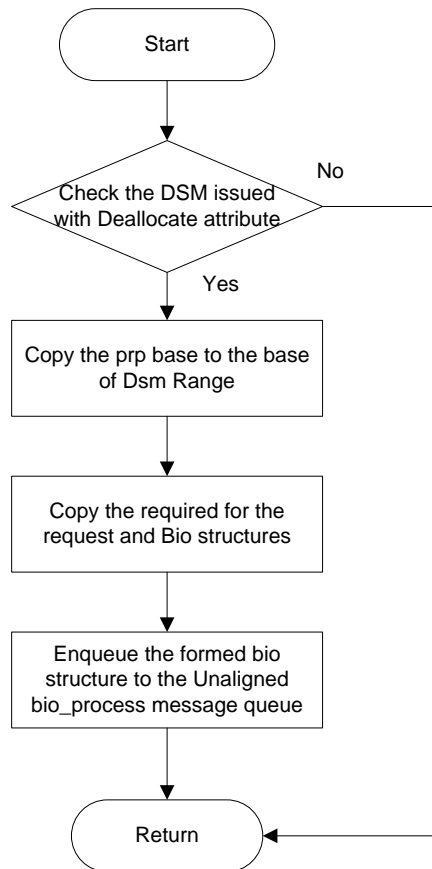 Start
No
Check the DSM issued
with Deallocate attribute
Yes
Copy the prp base to the base
of Dsm Range
Copy the required for the
request and Bio structures
Enqueue the formed bio
structure to the Unaligned
bio_process message queue
Return